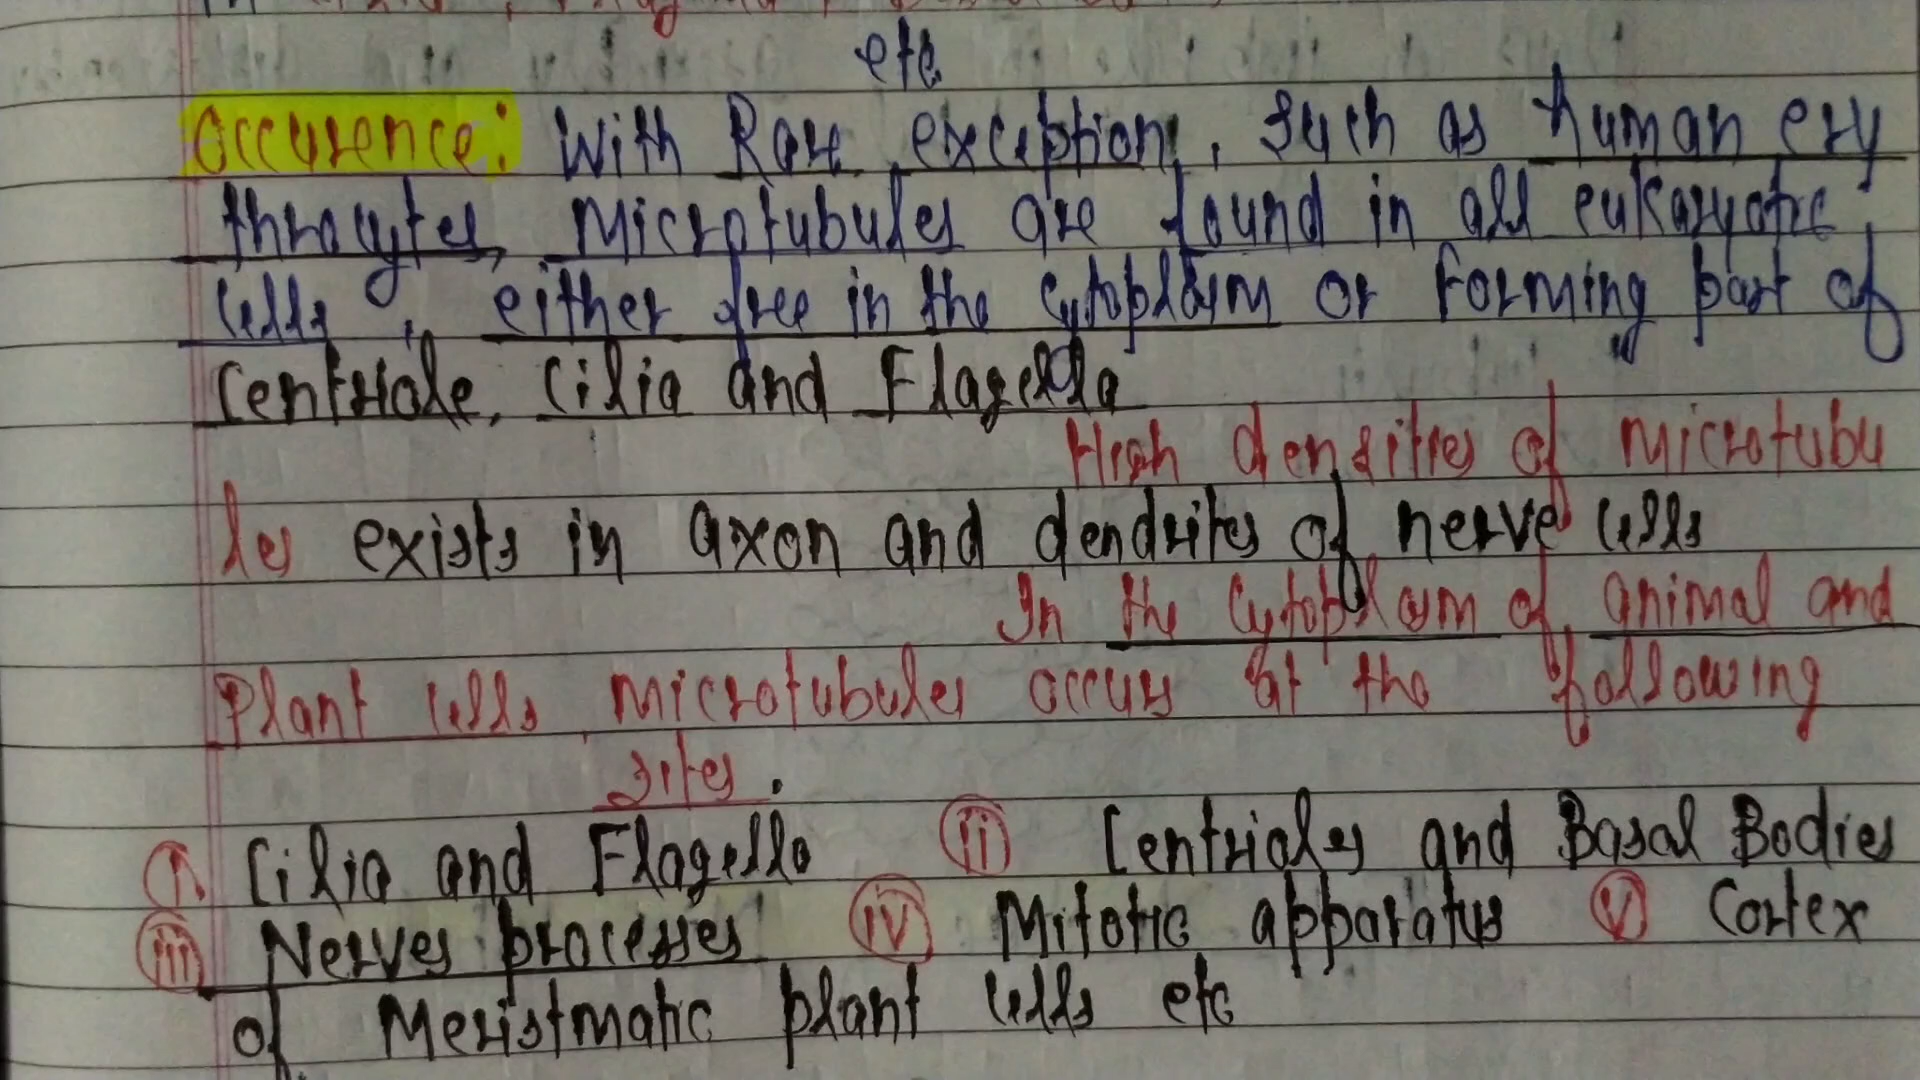 etc
Occurence: With Rare exception, such as human ery
throcytes, microtubules are found in all eukaryotic
cells, either free in the cytoplasm or forming part of
Centriole, Cilia and Flagella
High densities of microtubu
les exists in axon and dendrites of nerve cells
In the cytoplasm of animal and
Plant cells microtubules occurs at the following
sites.
(i) Cilia and Flagella (ii) Centrioles and Basal Bodies
(iii) Nerves processes (iv) Mitotic apparatus (v) Cortex
of Meristmatic plant cells etc